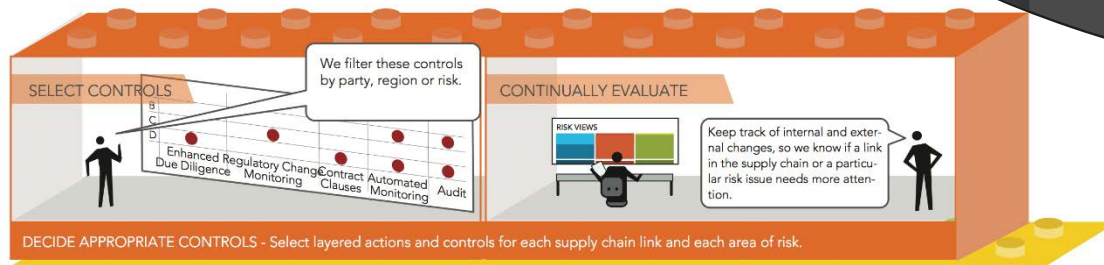 We filter these controls
by party, region or risk.
SELECT CONTROLS
B
C
D
Enhanced
Due Diligence
Regulatory Change
Monitoring
Contract
Clauses
Automated
Monitoring
Audit
CONTINUALLY EVALUATE
RISK VIEWS
Keep track of internal and exter-
nal changes, so we know if a link
in the supply chain or a particu-
lar risk issue needs more atten-
tion.
DECIDE APPROPRIATE CONTROLS - Select layered actions and controls for each supply chain link and each area of risk.